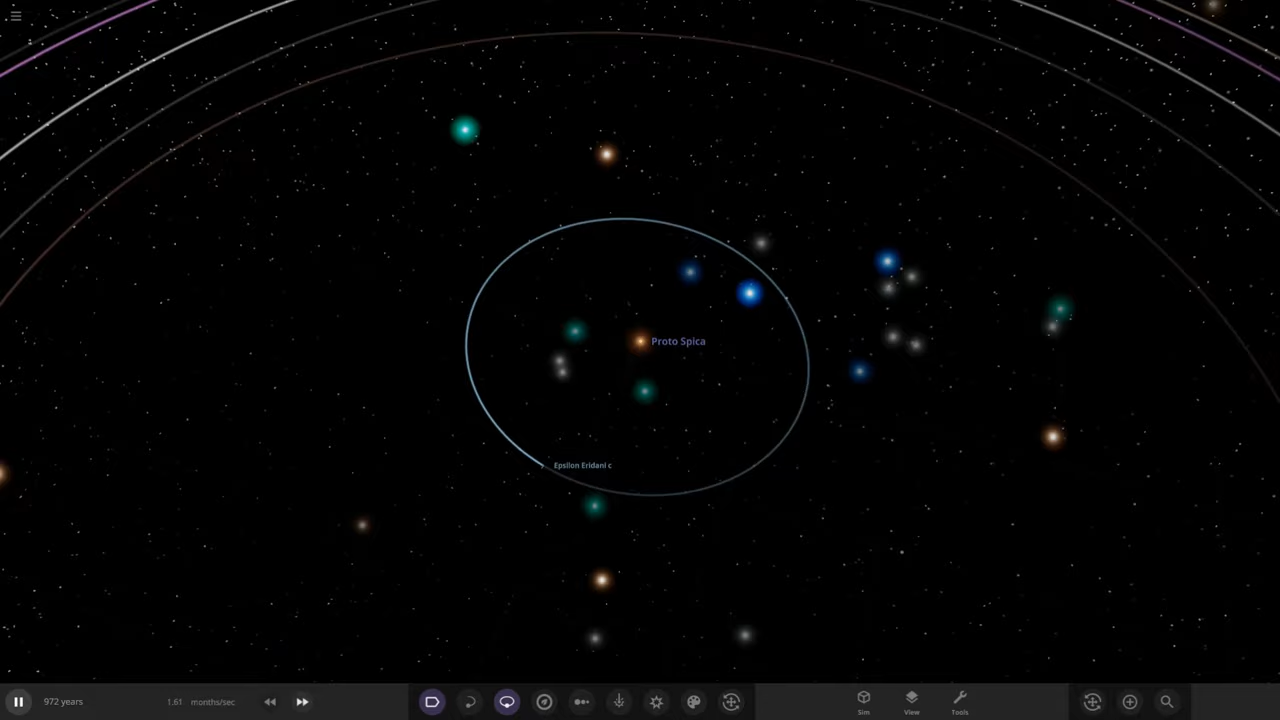 Proto Spica
Epsilon Eridani c
972 years
1.61 months/sec
Sim
View
Tools